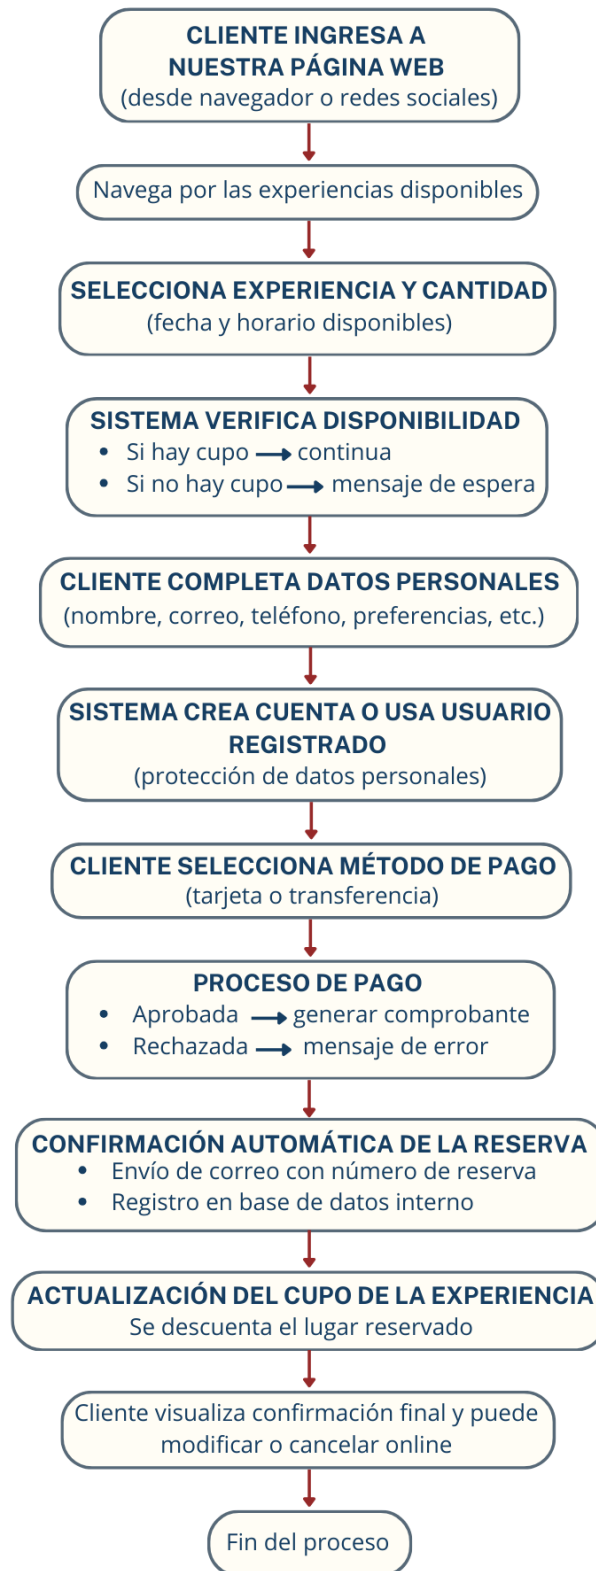 CLIENTE INGRESA A
NUESTRA PÁGINA WEB
(desde navegador o redes sociales)
Navega por las experiencias disponibles
SELECCIONA EXPERIENCIA Y CANTIDAD
(fecha y horario disponibles)
SISTEMA VERIFICA DISPONIBILIDAD
• Si hay cupo → continua
• Si no hay cupo → mensaje de espera
CLIENTE COMPLETA DATOS PERSONALES
(nombre, correo, teléfono, preferencias, etc.)
SISTEMA CREA CUENTA O USA USUARIO
REGISTRADO
(protección de datos personales)
CLIENTE SELECCIONA MÉTODO DE PAGO
(tarjeta o transferencia)
PROCESO DE PAGO
• Aprobada → generar comprobante
• Rechazada → mensaje de error
CONFIRMACIÓN AUTOMÁTICA DE LA RESERVA
• Envío de correo con número de reserva
• Registro en base de datos interno
ACTUALIZACIÓN DEL CUPO DE LA EXPERIENCIA
Se descuenta el lugar reservado
Cliente visualiza confirmación final y puede
modificar o cancelar online
Fin del proceso